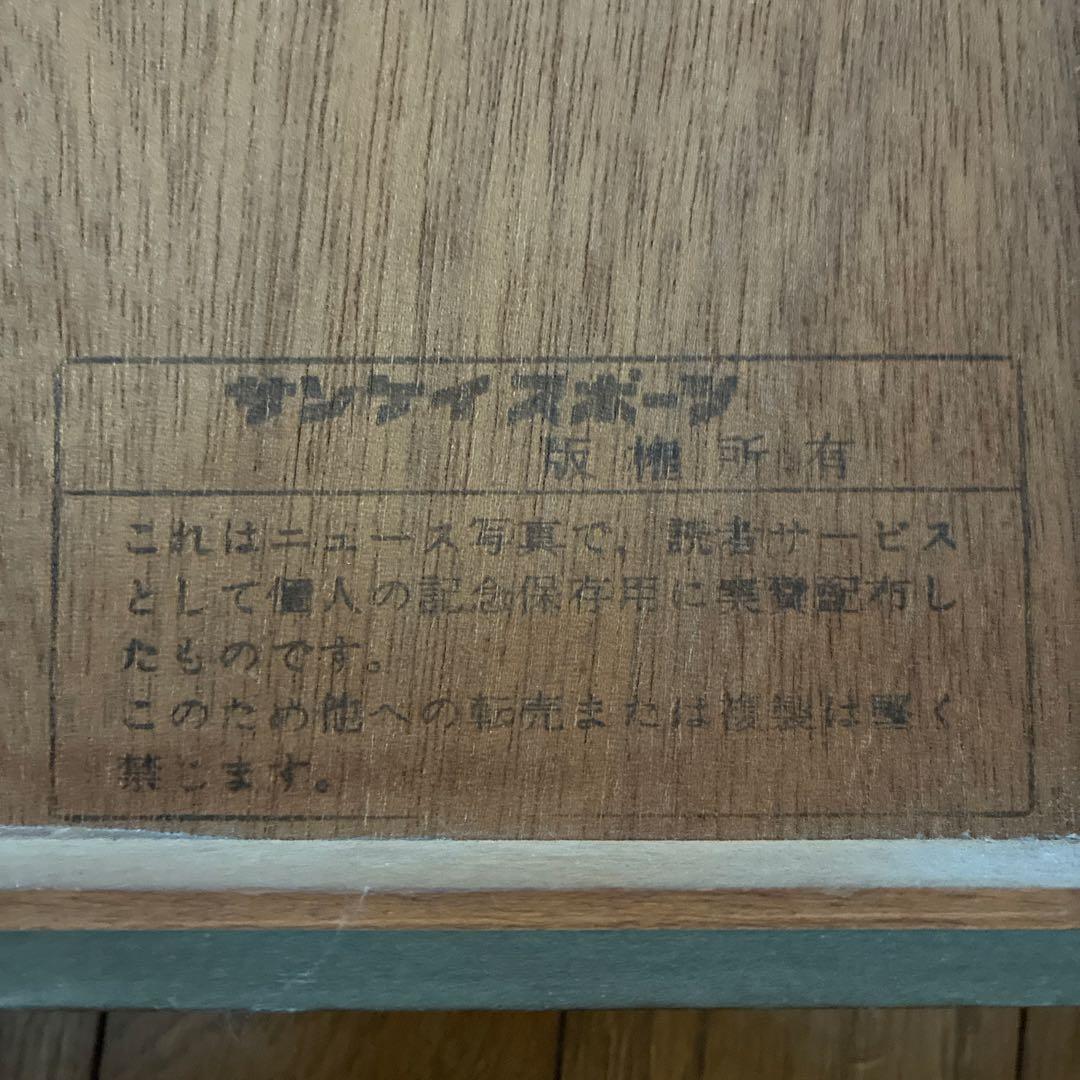 サンケイスポーツ
版権所有
これはニュース写真で、読者サービス
として個人の記念保存用に実費配布し
たものです。
このため他への転売または複製は堅く
禁じます。